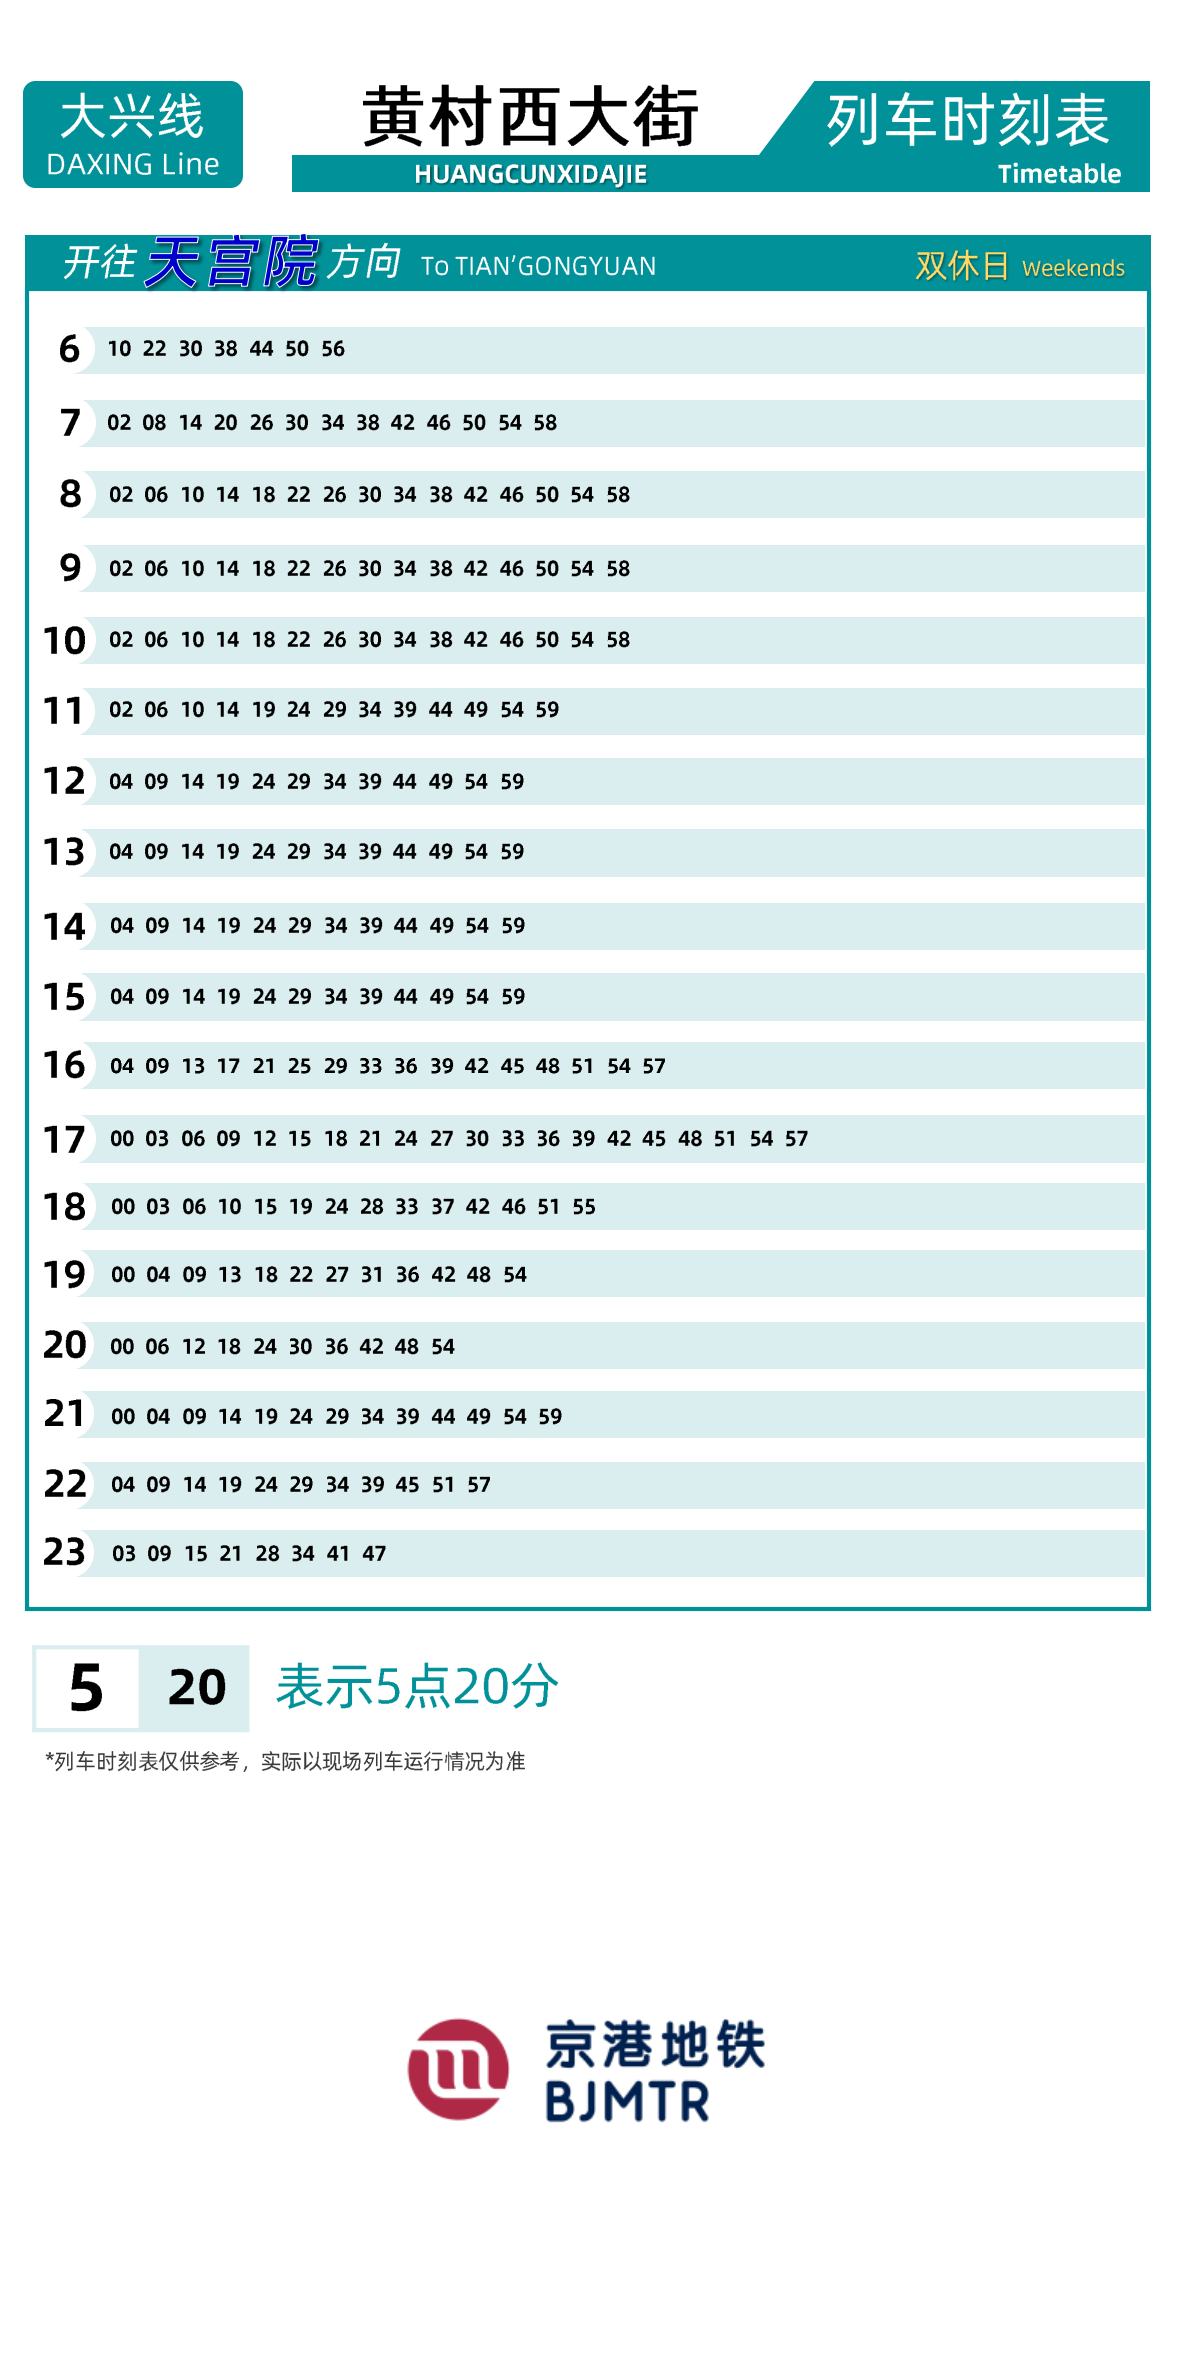 大兴线
DAXING Line
黄村西大街
HUANGCUNXIDAJIE
列车时刻表
Timetable
开往 天宫院 方向 To TIAN'GONGYUAN 双休日 Weekends
6 10 22 30 38 44 50 56
7 02 08 14 20 26 30 34 38 42 46 50 54 58
8 02 06 10 14 18 22 26 30 34 38 42 46 50 54 58
9 02 06 10 14 18 22 26 30 34 38 42 46 50 54 58
10 02 06 10 14 18 22 26 30 34 38 42 46 50 54 58
11 02 06 10 14 19 24 29 34 39 44 49 54 59
12 04 09 14 19 24 29 34 39 44 49 54 59
13 04 09 14 19 24 29 34 39 44 49 54 59
14 04 09 14 19 24 29 34 39 44 49 54 59
15 04 09 14 19 24 29 34 39 44 49 54 59
16 04 09 13 17 21 25 29 33 36 39 42 45 48 51 54 57
17 00 03 06 09 12 15 18 21 24 27 30 33 36 39 42 45 48 51 54 57
18 00 03 06 10 15 19 24 28 33 37 42 46 51 55
19 00 04 09 13 18 22 27 31 36 42 48 54
20 00 06 12 18 24 30 36 42 48 54
21 00 04 09 14 19 24 29 34 39 44 49 54 59
22 04 09 14 19 24 29 34 39 45 51 57
23 03 09 15 21 28 34 41 47
5 20 表示5点20分
*列车时刻表仅供参考，实际以现场列车运行情况为准
京港地铁
BJMTR